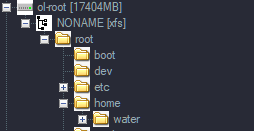 ol-root [17404MB]
NONAME [xfs]
root
boot
dev
etc
home
water